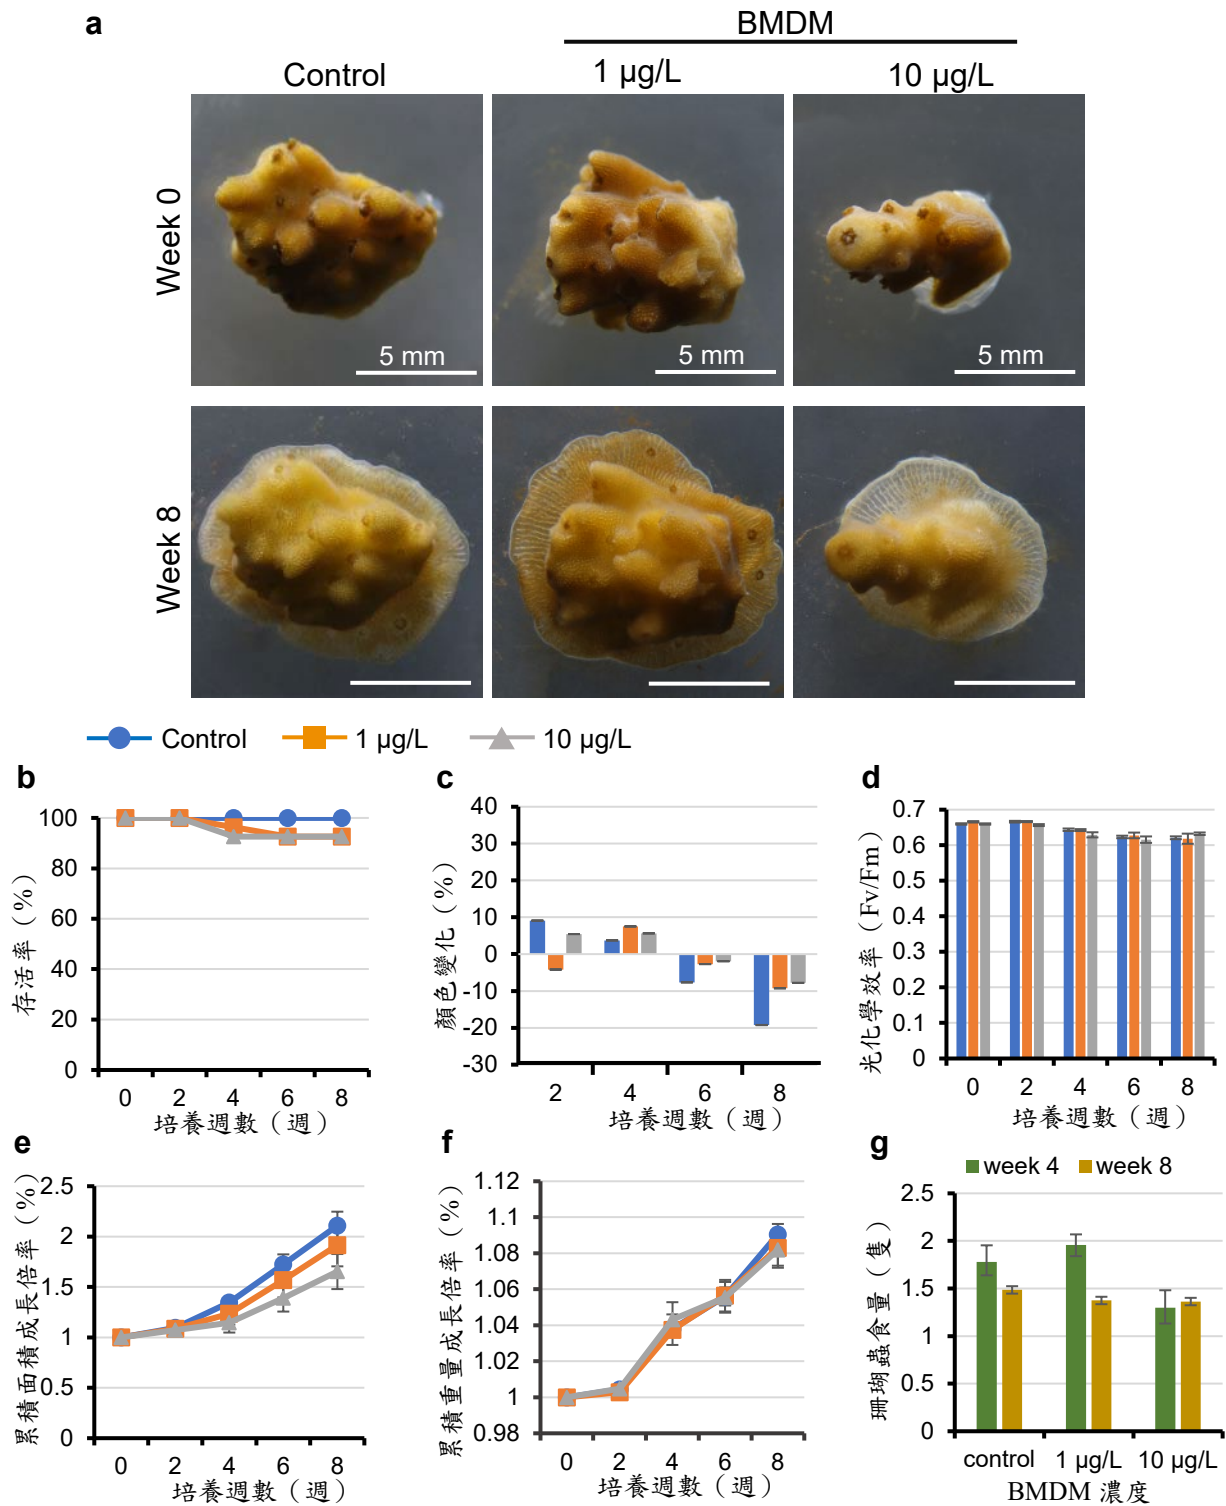 a
BMDM
Control
1 µg/L
10 µg/L
Week 0
5 mm
5 mm
5 mm
Week 8
Control
1 µg/L
10 µg/L
b
存活率（%）
100
80
60
40
20
0
0 2 4 6 8
培養週數（週）
c
顏色變化（%）
40
30
20
10
0
-10
-20
-30
2 4 6 8
培養週數（週）
d
光化學效率（Fv/Fm）
0.7
0.6
0.5
0.4
0.3
0.2
0.1
0
0 2 4 6 8
培養週數（週）
e
累積面積成長倍率（%）
2.5
2
1.5
1
0.5
0
0 2 4 6 8
培養週數（週）
f
累積重量成長倍率（%）
1.12
1.1
1.08
1.06
1.04
1.02
1
0.98
0 2 4 6 8
培養週數（週）
g
week 4
week 8
珊瑚蟲食量（隻）
2.5
2
1.5
1
0.5
0
control 1 µg/L 10 µg/L
BMDM 濃度